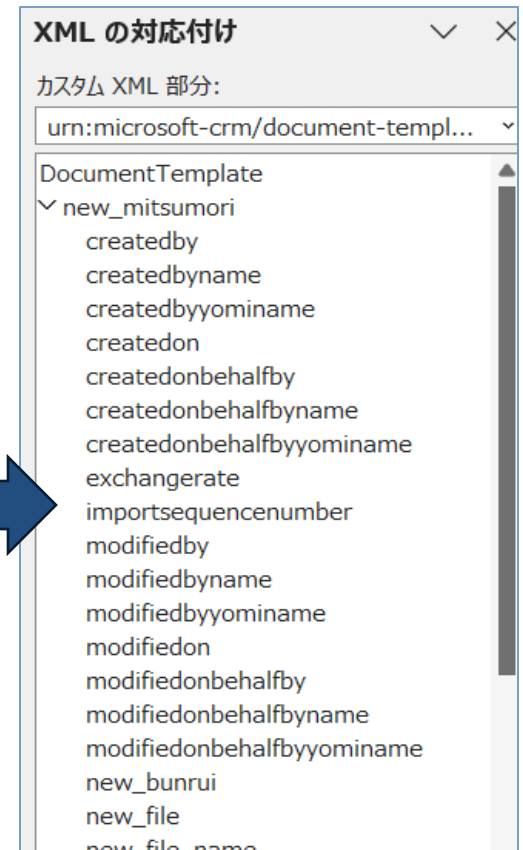 XML の対応付け
カスタム XML 部分:
urn:microsoft-crm/document-templ...
DocumentTemplate
new_mitsumori
createdby
createdbyname
createdbyyominame
createdon
createdonbehalfby
createdonbehalfbyname
createdonbehalfbyyominame
exchangerate
importsequencenumber
modifiedby
modifiedbyname
modifiedbyyominame
modifiedon
modifiedonbehalfby
modifiedonbehalfbyname
modifiedonbehalfbyyominame
new_bunrui
new_file
new_file_name